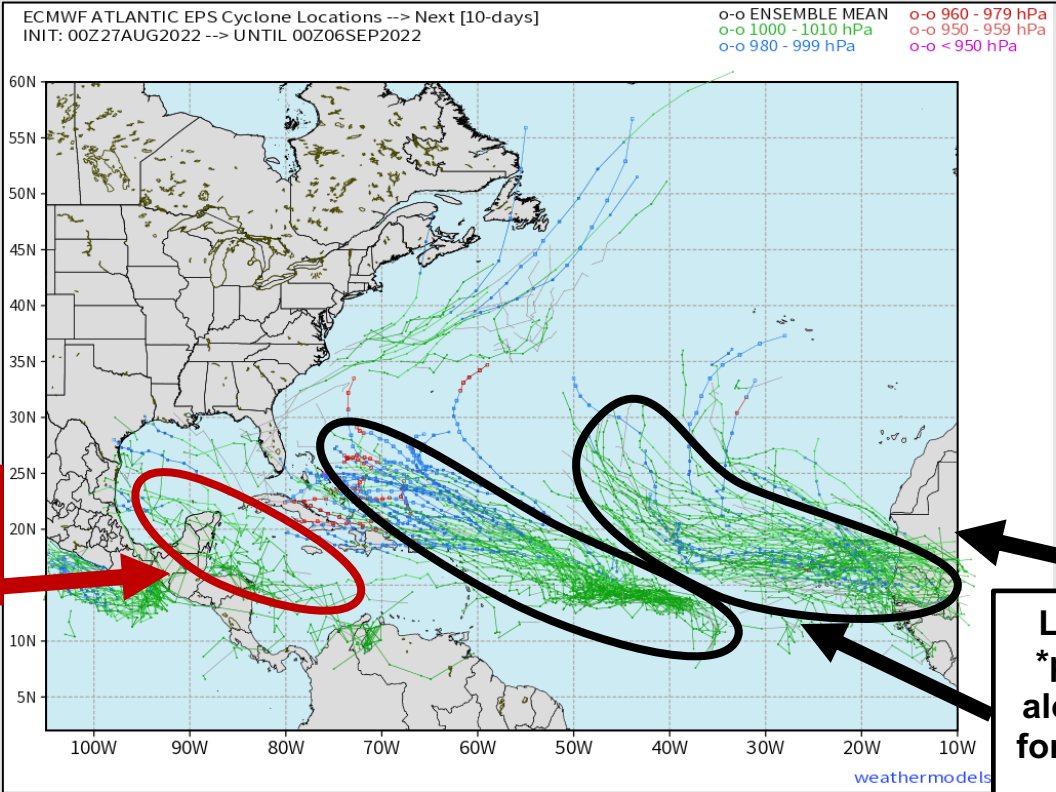 ECMWF ATLANTIC EPS Cyclone Locations --> Next [10-days]
INIT: 00Z27AUG2022 --> UNTIL 00Z06SEP2022
o-o ENSEMBLE MEAN
o-o 1000 - 1010 hPa
o-o 980 - 999 hPa
o-o 960 - 979 hPa
o-o 950 - 959 hPa
o-o < 950 hPa
60N
55N
50N
45N
40N
35N
30N
25N
20N
15N
10N
5N
100W 90W 80W 70W 60W 50W 40W 30W 20W 10W
weathermodels
L
for